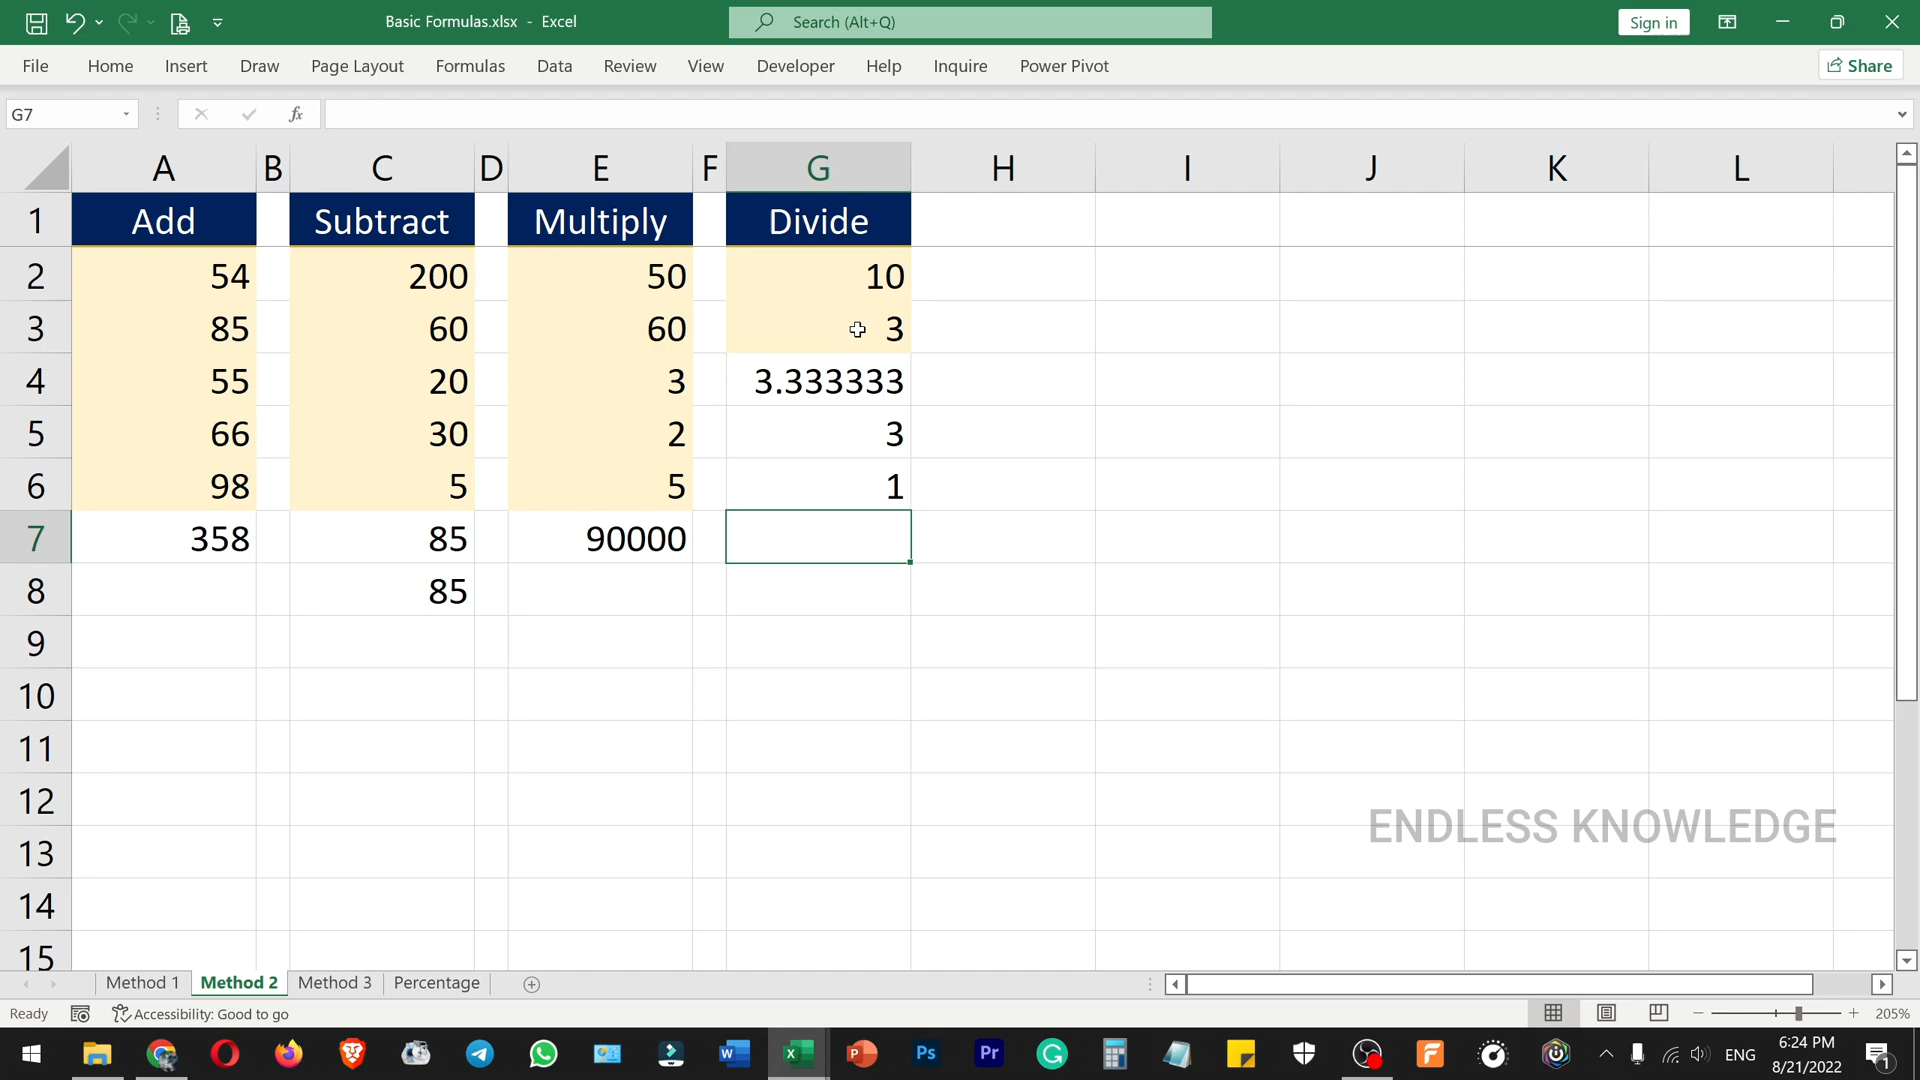 Basic Formulas.xlsx - Excel
Search (Alt+Q)
Sign in
File Home Insert Draw Page Layout Formulas Data Review View Developer Help Inquire Power Pivot
Share
G7
fx
A B C D E F G H I J K L
1 Add Subtract Multiply Divide
2 54 200 50 10
3 85 60 60 3
4 55 20 3 3.333333
5 66 30 2 3
6 98 5 5 1
7 358 85 90000
8 85
9
10
11
12
13
14
15
ENDLESS KNOWLEDGE
Method 1 Method 2 Method 3 Percentage
Ready Accessibility: Good to go
205%
W X P Ps Pr G F
ENG
6:24 PM
8/21/2022
1